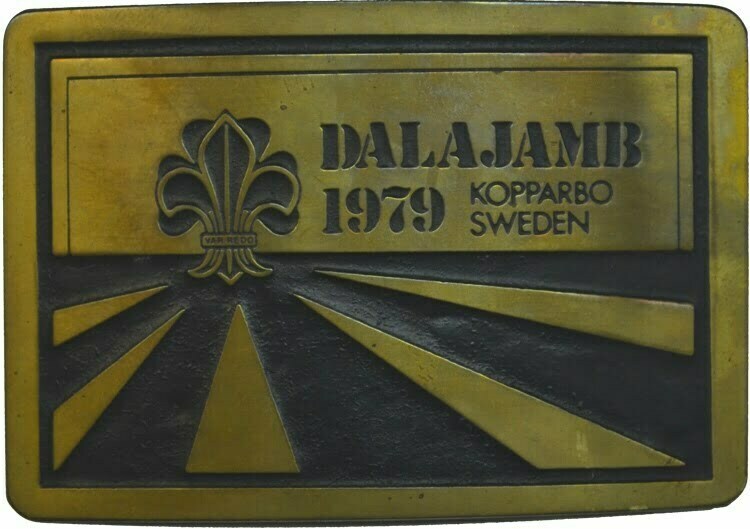 DALAJAMB
1979 KOPPARBO
SWEDEN
VAR REDO